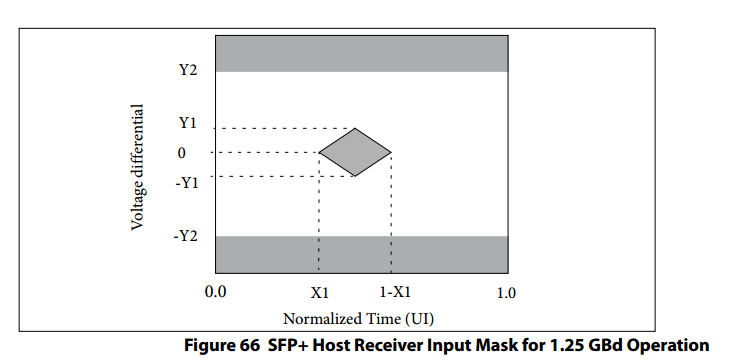 Y2
Y1
0
-Y1
-Y2
Voltage differential
0.0
X1
1-X1
1.0
Normalized Time (UI)
Figure 66 SFP+ Host Receiver Input Mask for 1.25 GBd Operation